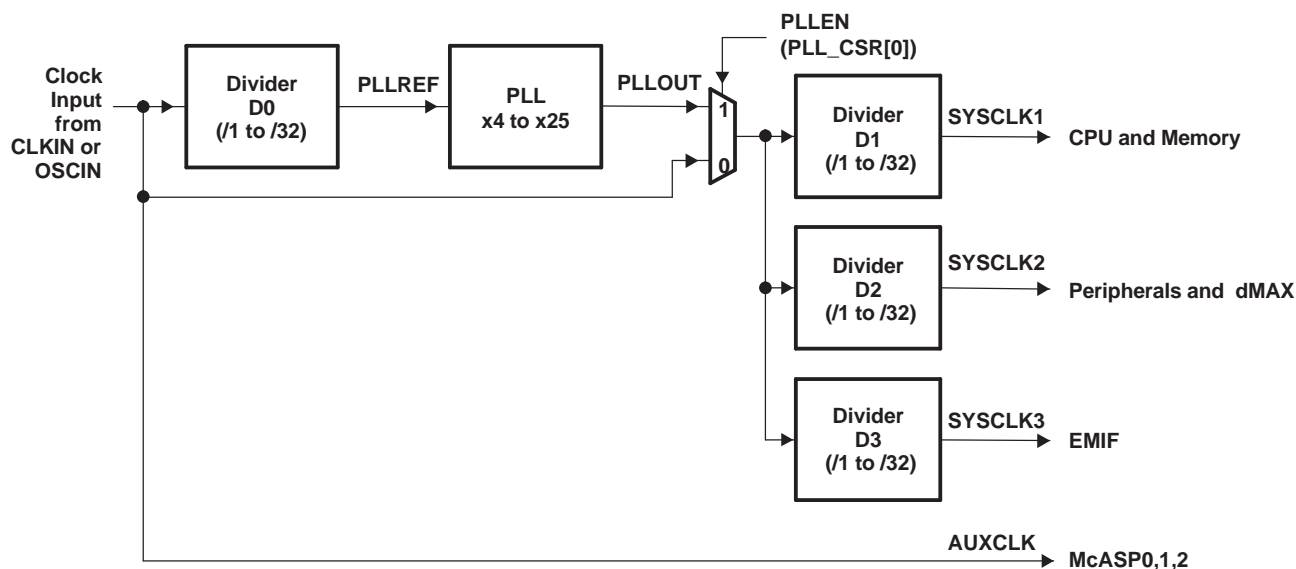 Clock
Input
from
CLKIN or
OSCIN
Divider
D0
(/1 to /32)
PLLREF
PLL
x4 to x25
PLLOUT
PLLEN
(PLL_CSR[0])
1
0
Divider
D1
(/1 to /32)
SYSCLK1
CPU and Memory
Divider
D2
(/1 to /32)
SYSCLK2
Peripherals and dMAX
Divider
D3
(/1 to /32)
SYSCLK3
EMIF
AUXCLK
McASP0,1,2